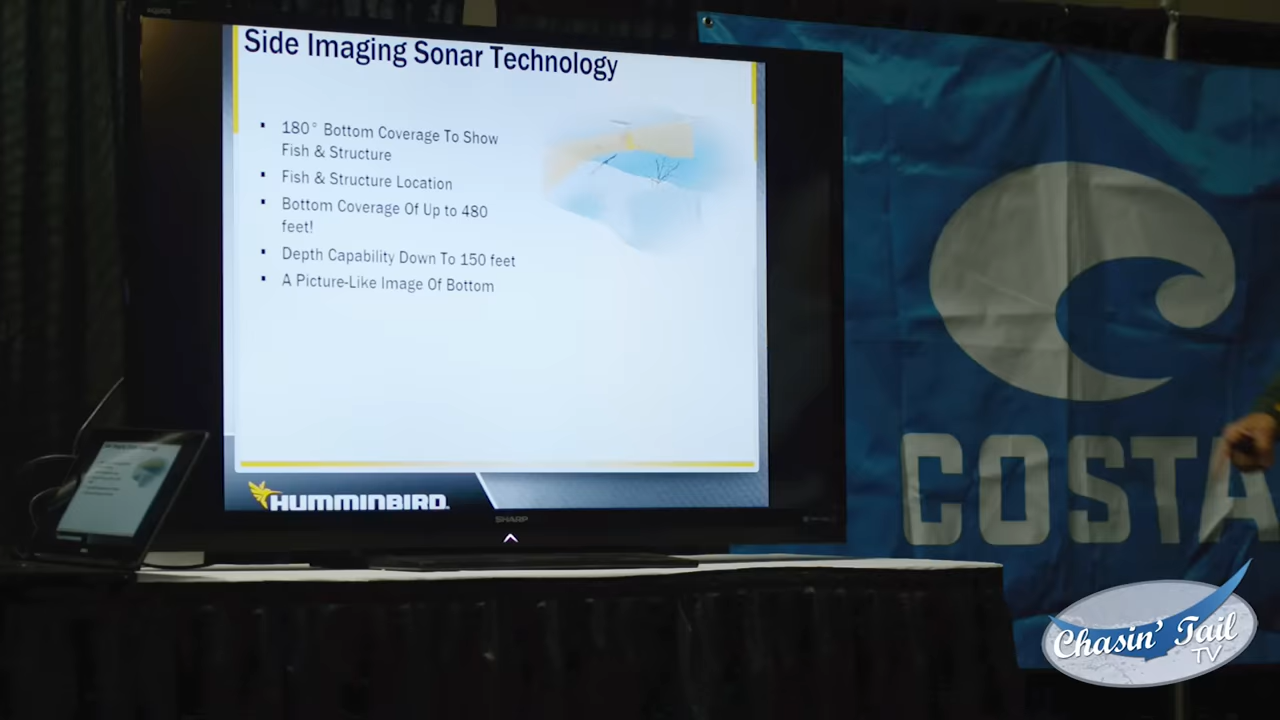 Side Imaging Sonar Technology
180° Bottom Coverage To Show
Fish & Structure
Fish & Structure Location
Bottom Coverage Of Up to 480
feet!
Depth Capability Down To 150 feet
A Picture-Like Image Of Bottom
HUMMINBIRD
SHARP
COSTA
Chasin' Tail
TV